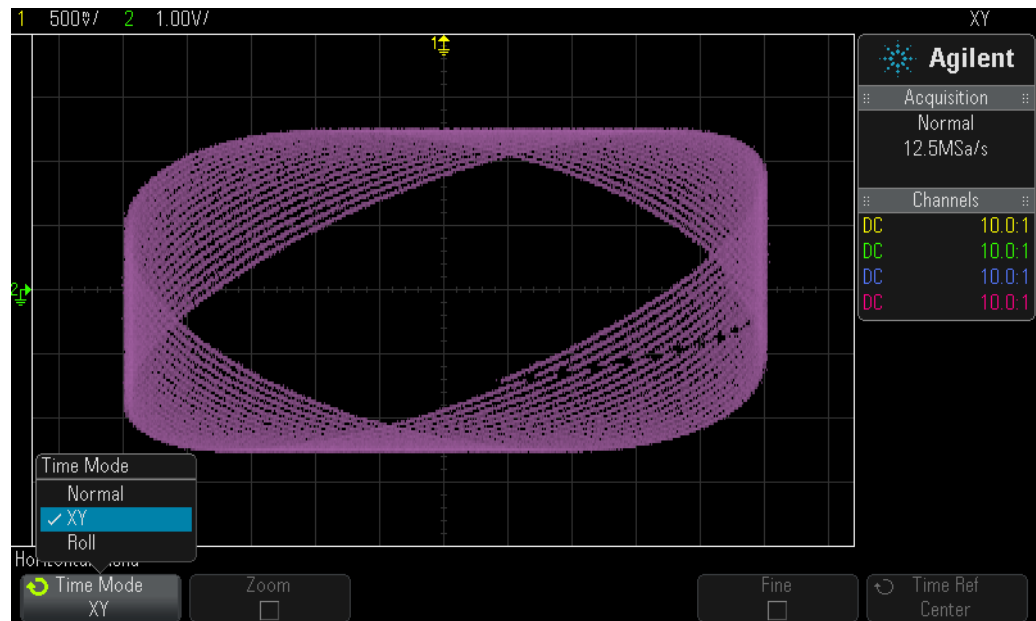 1 500mV/ 2 1.00V/ XY
1
2
Agilent
Acquisition
Normal
12.5MSa/s
Channels
DC 10.0:1
DC 10.0:1
DC 10.0:1
DC 10.0:1
Time Mode
Normal
XY
Roll
Time Mode
XY
Zoom
Fine
Time Ref
Center